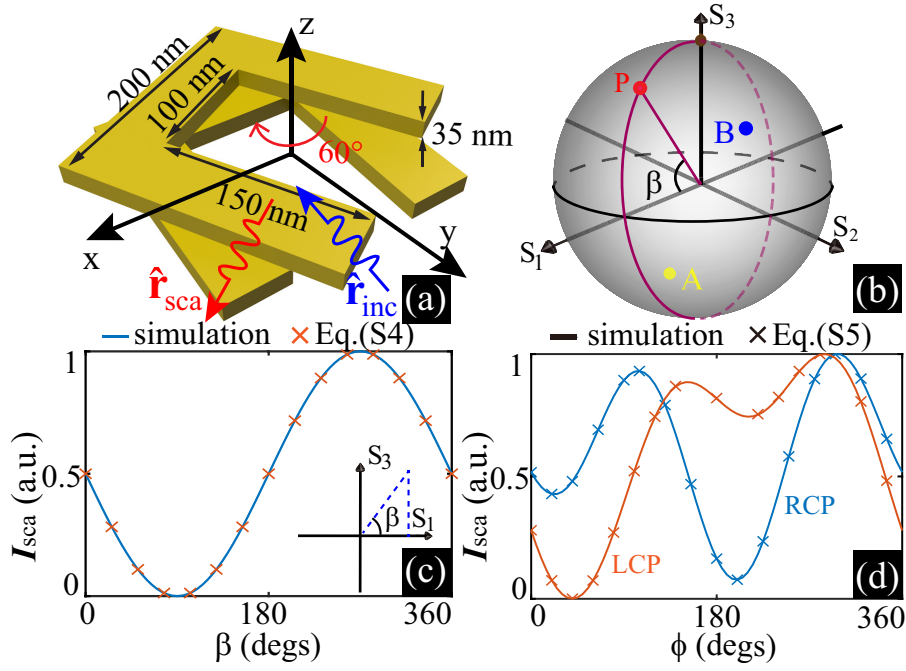 z
200 nm
100 nm
60°
35 nm
150 nm
x
y
r̂sca
r̂inc
(a)
S3
P
B
β
S1
S2
A
(b)
simulation
Eq.(S4)
1
0.5
0
Isca (a.u.)
S3
β
S1
(c)
0
180
360
β (degs)
simulation
Eq.(S5)
1
0.5
0
Isca (a.u.)
RCP
LCP
(d)
0
180
360
ϕ (degs)